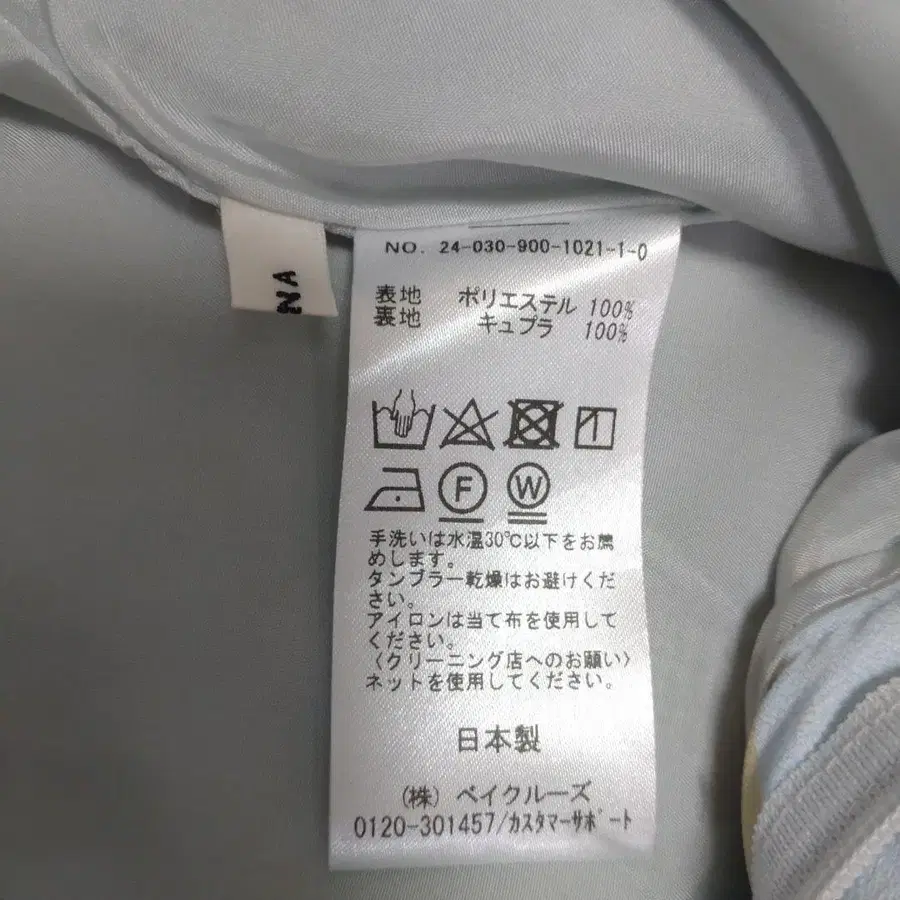 NA
NO. 24-030-900-1021-1-0
表地 ポリエステル 100%
裏地 キュプラ 100%
F W
手洗いは水温30℃以下をお薦
めします。
タンブラー乾燥はお避けくだ
さい。
アイロンは当て布を使用して
ください。
〈クリーニング店へのお願い〉
ネットを使用してください。
日本製
(株) ベイクルーズ
0120-301457/カスタマーサポート